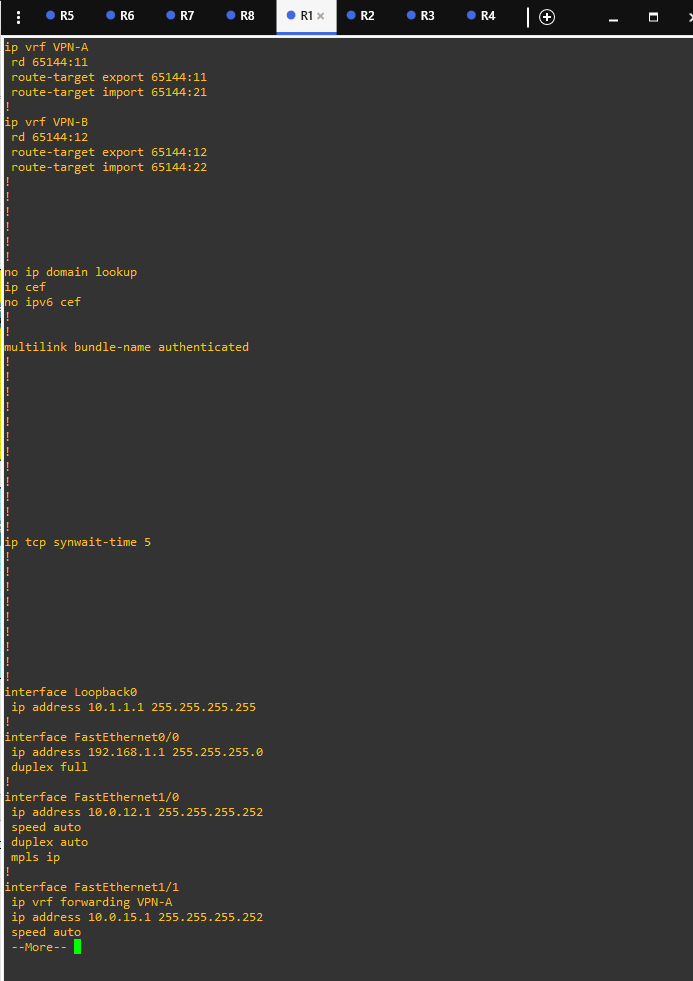 R5 R6 R7 R8 R1 R2 R3 R4
ip vrf VPN-A
rd 65144:11
route-target export 65144:11
route-target import 65144:21
!
ip vrf VPN-B
rd 65144:12
route-target export 65144:12
route-target import 65144:22
!
!
!
!
!
!
no ip domain lookup
ip cef
no ipv6 cef
!
!
multilink bundle-name authenticated
!
!
!
!
!
!
!
!
!
!
!
!
ip tcp synwait-time 5
!
!
!
!
!
!
!
!
!
interface Loopback0
ip address 10.1.1.1 255.255.255.255
!
interface FastEthernet0/0
ip address 192.168.1.1 255.255.255.0
duplex full
!
interface FastEthernet1/0
ip address 10.0.12.1 255.255.255.252
speed auto
duplex auto
mpls ip
!
interface FastEthernet1/1
ip vrf forwarding VPN-A
ip address 10.0.15.1 255.255.255.252
speed auto
--More--